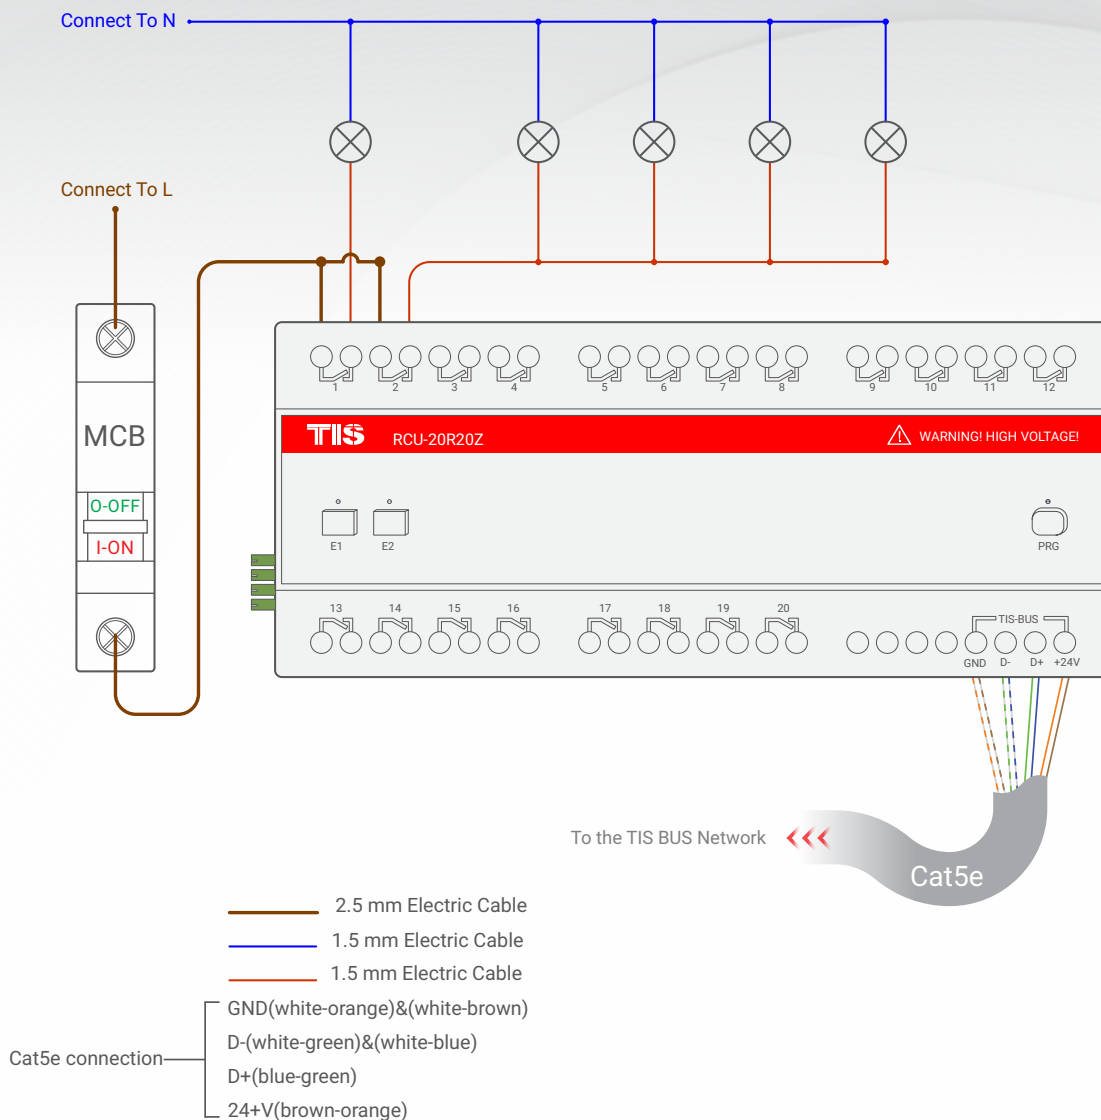 Connect To N
Connect To L
MCB
O-OFF
I-ON
1 2 3 4 5 6 7 8 9 10 11 12
TIS RCU-20R20Z WARNING! HIGH VOLTAGE!
E1 E2 PRG
13 14 15 16 17 18 19 20
TIS-BUS
GND D- D+ +24V
To the TIS BUS Network
Cat5e
2.5 mm Electric Cable
1.5 mm Electric Cable
1.5 mm Electric Cable
GND(white-orange)&(white-brown)
D-(white-green)&(white-blue)
Cat5e connection
D+(blue-green)
24+V(brown-orange)